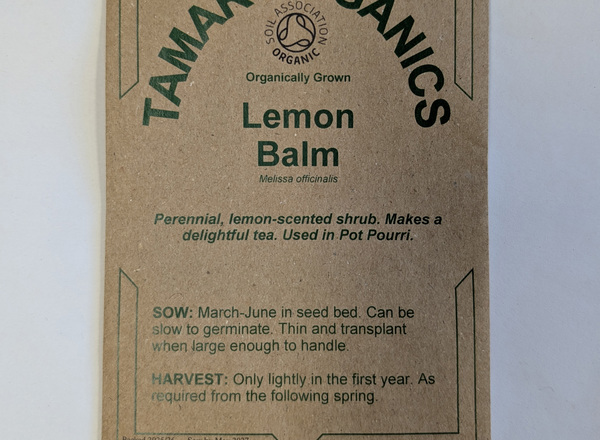 TAMAR ORGANICS
SOIL ASSOCIATION
ORGANIC
Organically Grown
Lemon
Balm
Melissa officinalis
Perennial, lemon-scented shrub. Makes a
delightful tea. Used in Pot Pourri.
SOW: March-June in seed bed. Can be
slow to germinate. Thin and transplant
when large enough to handle.
HARVEST: Only lightly in the first year. As
required from the following spring.